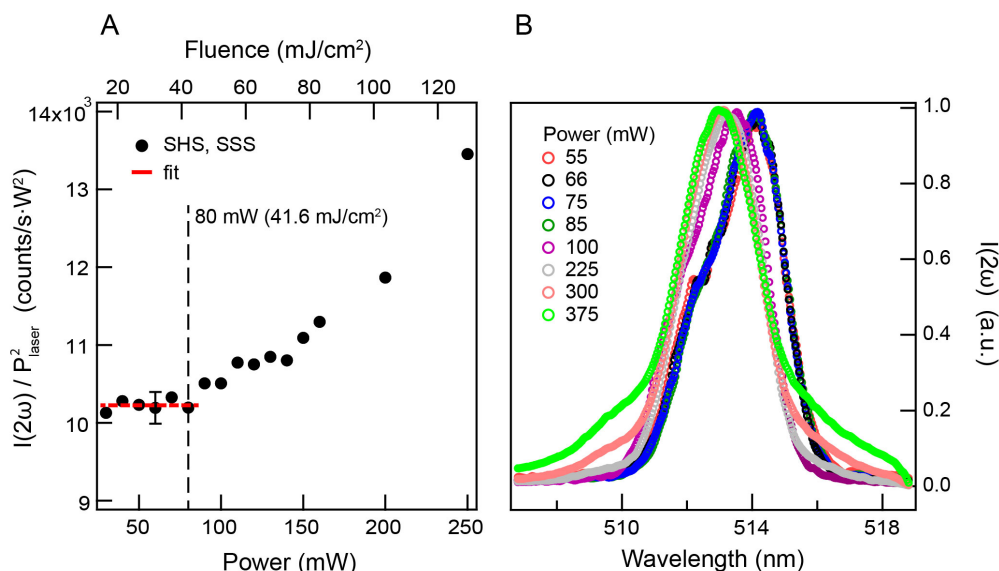 A
Fluence (mJ/cm²)
20 40 60 80 100 120
14x10³
13
12
11
10
9
I(2ω) / P²laser (counts/s·W²)
SHS, SSS
fit
80 mW (41.6 mJ/cm²)
50 100 150 200 250
Power (mW)
B
Power (mW)
55
66
75
85
100
225
300
375
1.0
0.8
0.6
0.4
0.2
0.0
I(2ω) (a.u.)
510 514 518
Wavelength (nm)